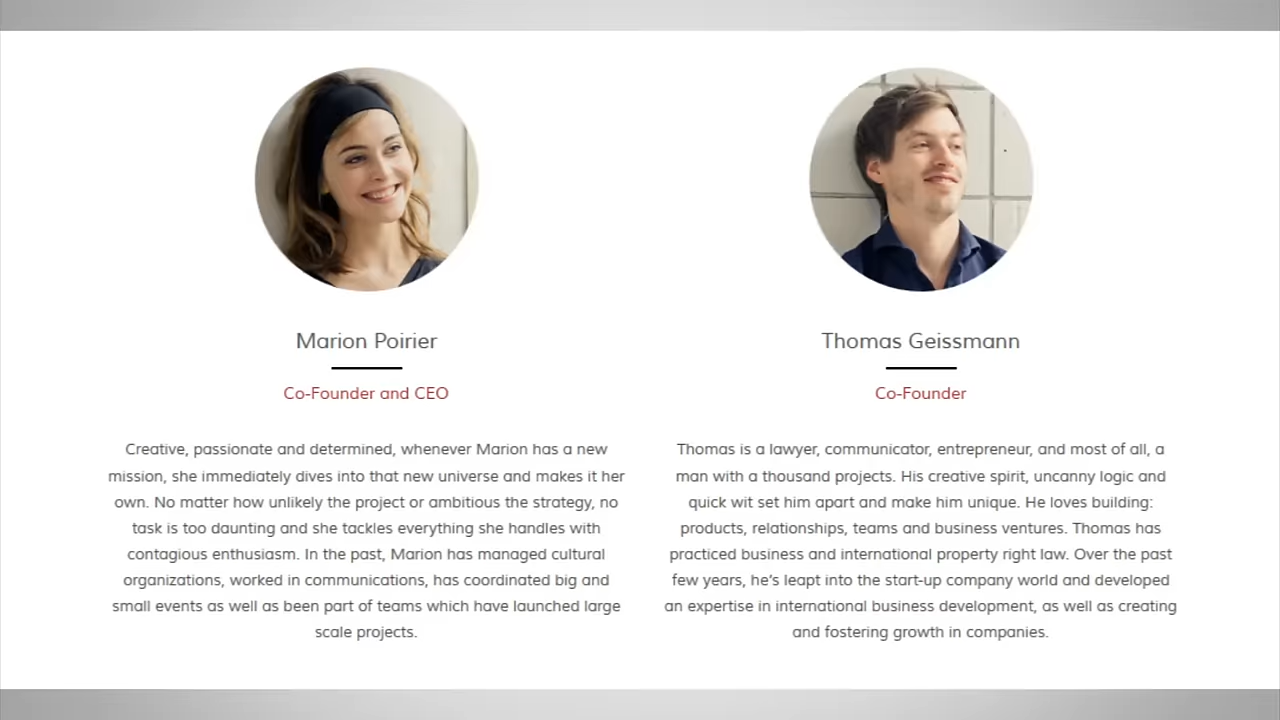 Marion Poirier
Co-Founder and CEO
Creative, passionate and determined, whenever Marion has a new
mission, she immediately dives into that new universe and makes it her
own. No matter how unlikely the project or ambitious the strategy, no
task is too daunting and she tackles everything she handles with
contagious enthusiasm. In the past, Marion has managed cultural
organizations, worked in communications, has coordinated big and
small events as well as been part of teams which have launched large
scale projects.
Thomas Geissmann
Co-Founder
Thomas is a lawyer, communicator, entrepreneur, and most of all, a
man with a thousand projects. His creative spirit, uncanny logic and
quick wit set him apart and make him unique. He loves building:
products, relationships, teams and business ventures. Thomas has
practiced business and international property right law. Over the past
few years, he's leapt into the start-up company world and developed
an expertise in international business development, as well as creating
and fostering growth in companies.